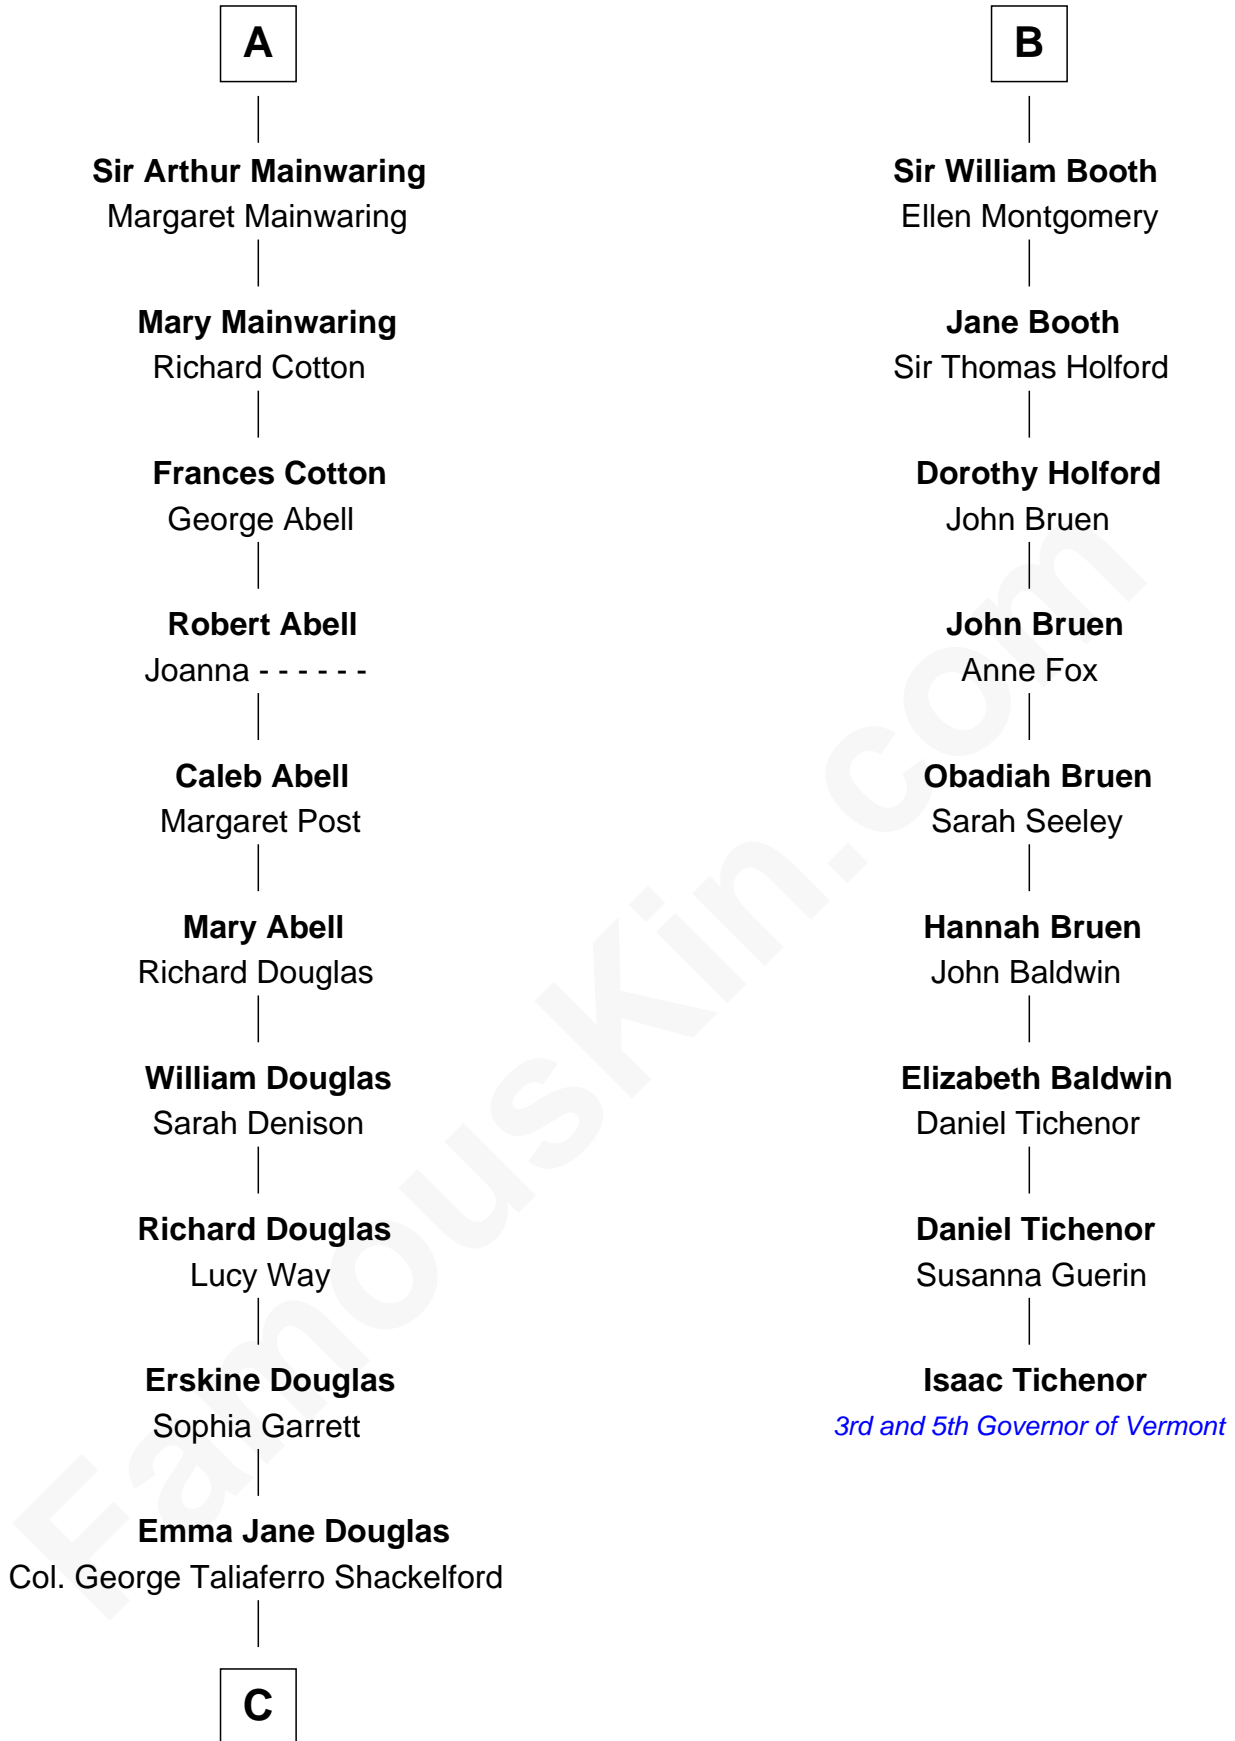 A
Sir Arthur Mainwaring
Margaret Mainwaring
Mary Mainwaring
Richard Cotton
Frances Cotton
George Abell
Robert Abell
Joanna - - - - - -
Caleb Abell
Margaret Post
Mary Abell
Richard Douglas
William Douglas
Sarah Denison
Richard Douglas
Lucy Way
Erskine Douglas
Sophia Garrett
Emma Jane Douglas
Col. George Taliaferro Shackelford
C
B
Sir William Booth
Ellen Montgomery
Jane Booth
Sir Thomas Holford
Dorothy Holford
John Bruen
John Bruen
Anne Fox
Obadiah Bruen
Sarah Seeley
Hannah Bruen
John Baldwin
Elizabeth Baldwin
Daniel Tichenor
Daniel Tichenor
Susanna Guerin
Isaac Tichenor
3rd and 5th Governor of Vermont
FamousKin.com